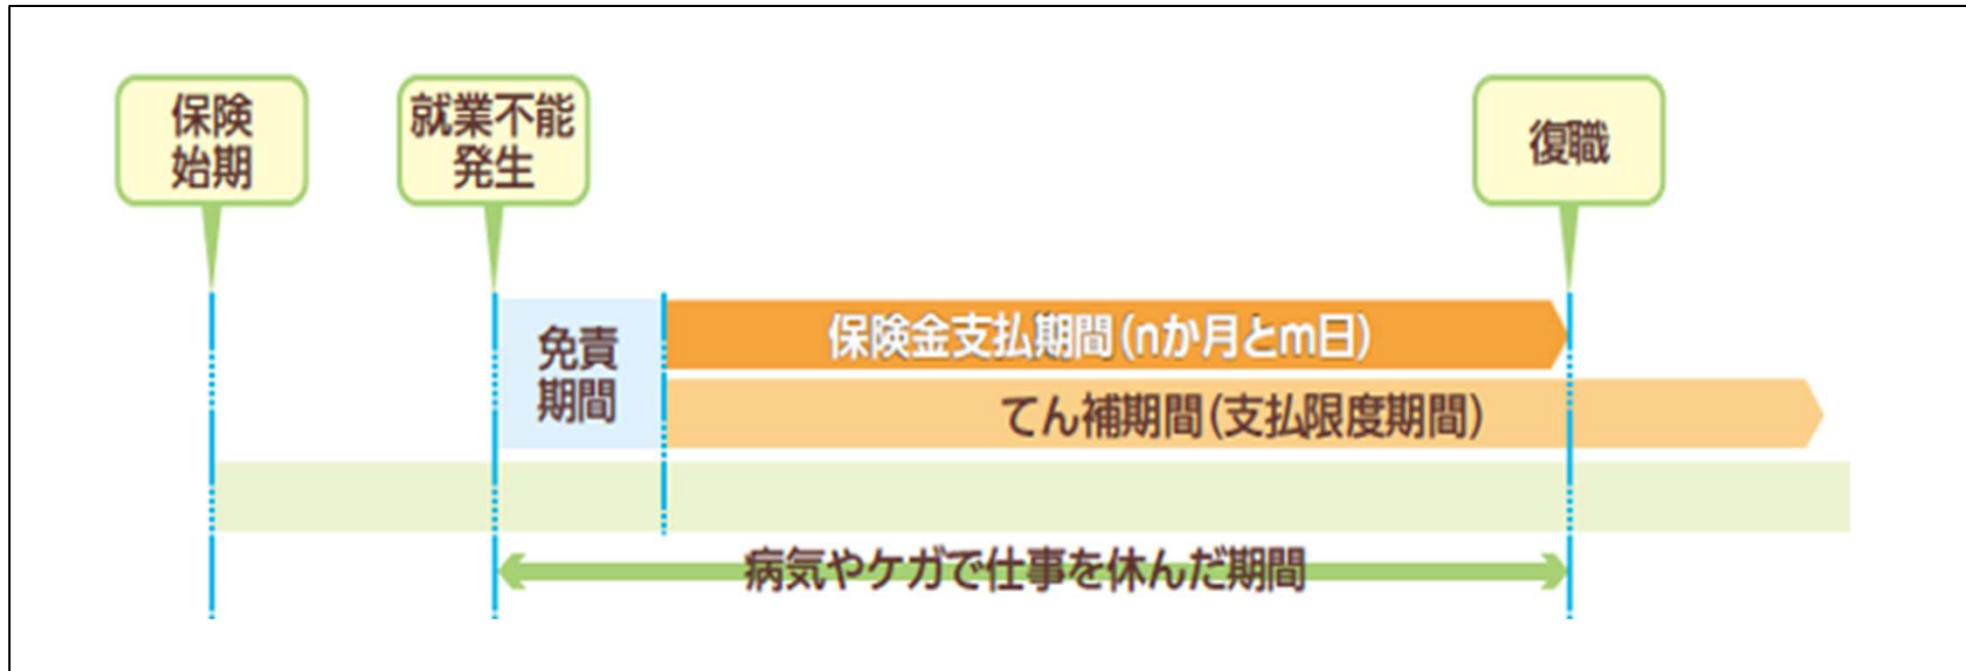 保険
始期
就業不能
発生
復職
免責
期間
保険金支払期間(nか月とm日)
てん補期間(支払限度期間)
病気やケガで仕事を休んだ期間